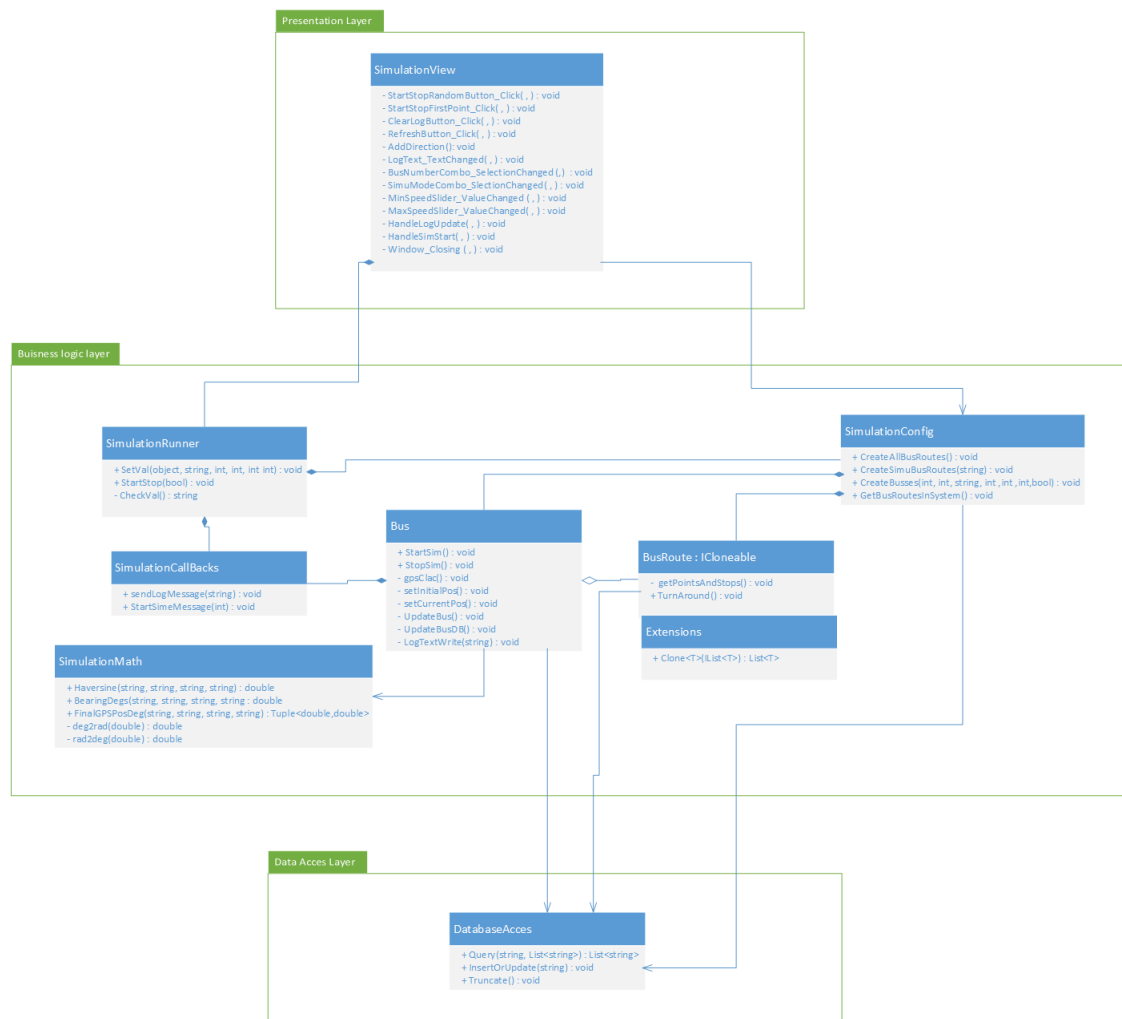 Presentation Layer
SimulationView
- StartStopRandomButton_Click( , ) : void
- StartStopFirstPoint_Click( , ) : void
- ClearLogButton_Click( , ) : void
- RefreshButton_Click( , ) : void
- AddDirection(): void
- LogText_TextChanged( , ) : void
- BusNumberCombo_SelectionChanged (,) : void
- SimuModeCombo_SlectionChanged ( , ) : void
- MinSpeedSlider_ValueChanged ( , ) : void
- MaxSpeedSlider_ValueChanged( , ) : void
- HandleLogUpdate( , ) : void
- HandleSimStart( , ) : void
- Window_Closing ( , ) : void
Buisness logic layer
SimulationRunner
+ SetVal(object, string, int, int, int int) : void
+ StartStop(bool) : void
- CheckVal() : string
SimulationConfig
+ CreateAllBusRoutes() : void
+ CreateSimuBusRoutes(string) : void
+ CreateBusses(int, int, string, int ,int ,int,bool) : void
+ GetBusRoutesInSystem() : void
Bus
+ StartSim() : void
+ StopSim() : void
- gpsClac() : void
- setInitialPos() : void
- setCurrentPos() : void
- UpdateBus() : void
- UpdateBusDB() : void
- LogTextWrite(string) : void
SimulationCallBacks
+ sendLogMessage(string) : void
+ StartSimeMessage(int) : void
BusRoute : ICloneable
- getPointsAndStops() : void
+ TurnAround() : void
Extensions
+ Clone<T>(IList<T>) : List<T>
SimulationMath
+ Haversine(string, string, string, string) : double
+ BearingDegs(string, string, string, string : double
+ FinalGPSPosDeg(string, string, string, string) : Tuple<double,double>
- deg2rad(double) : double
- rad2deg(double) : double
Data Acces Layer
DatabaseAcces
+ Query(string, List<string>) : List<string>
+ InsertOrUpdate(string) : void
+ Truncate() : void